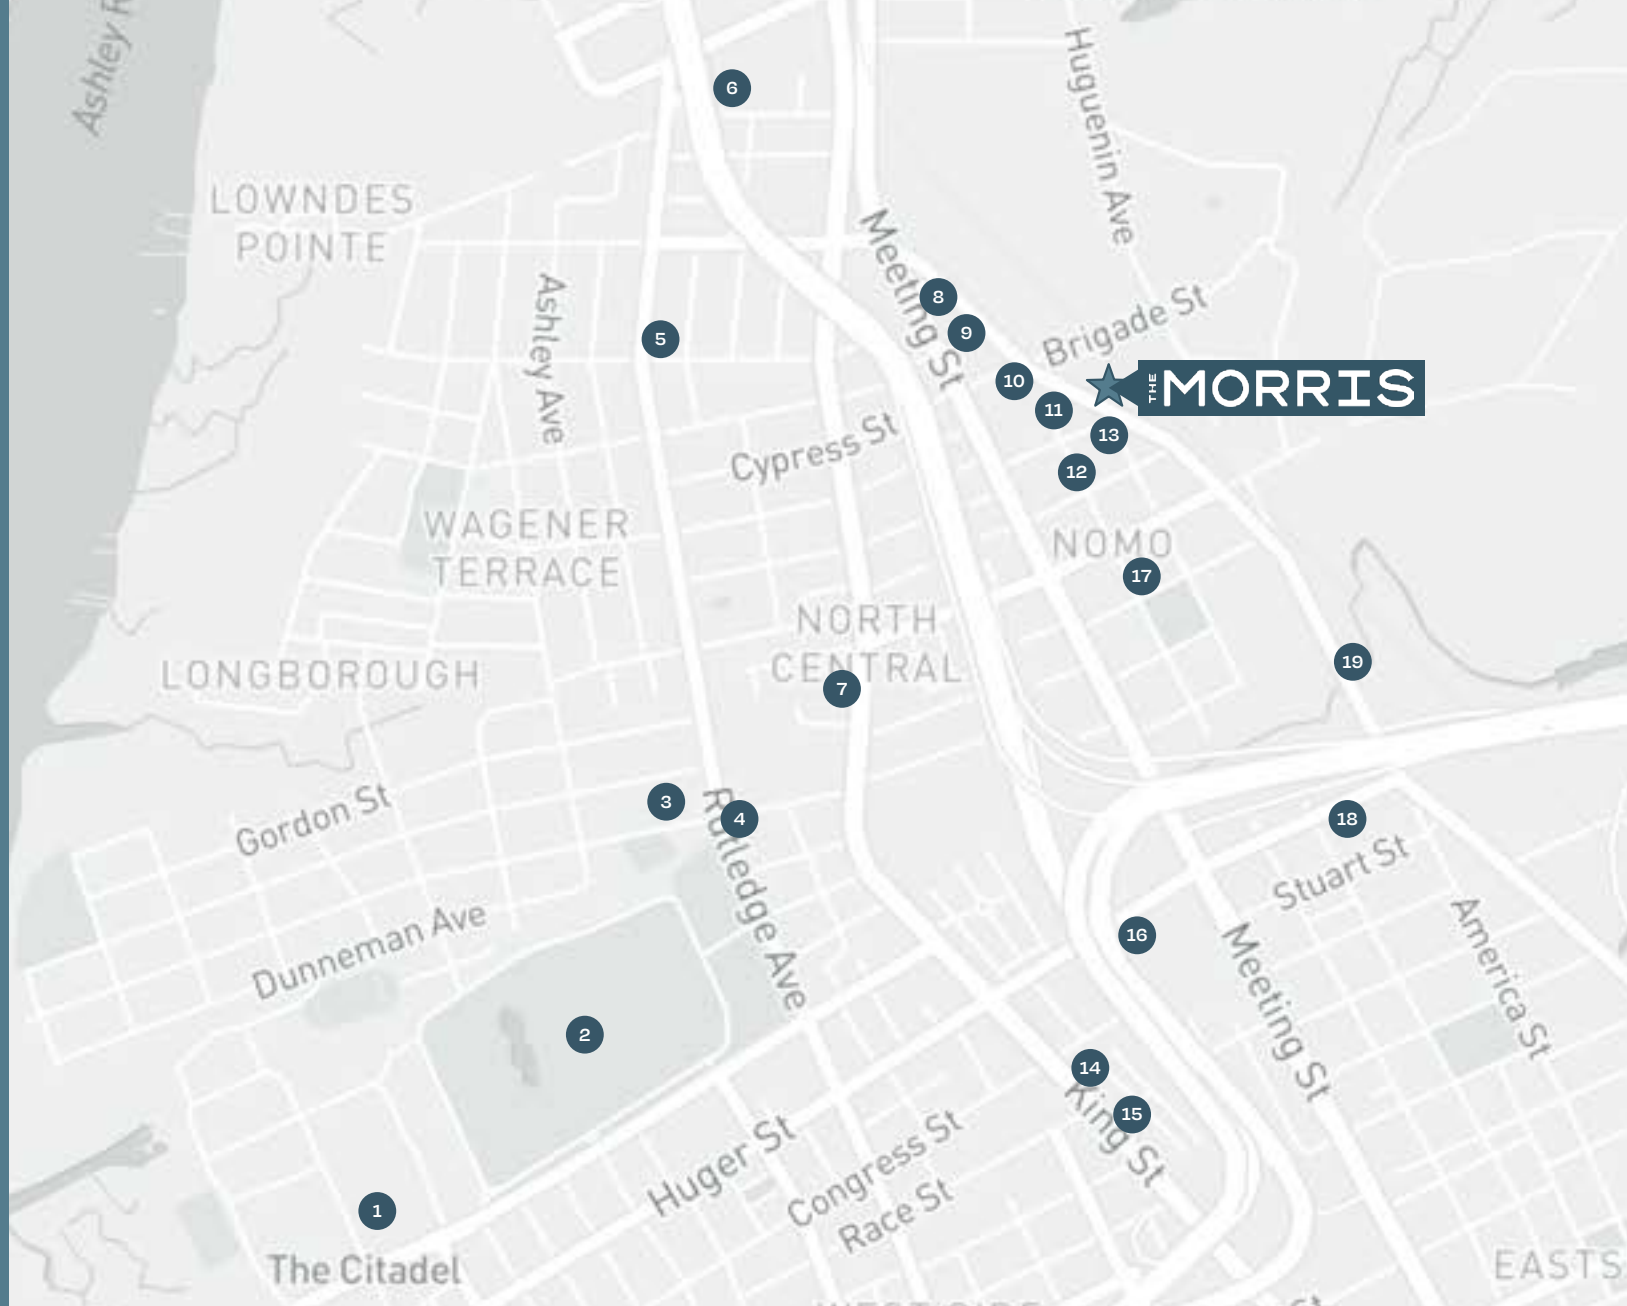 Ashley R
Huguenin Ave
6
LOWNDES
POINTE
Meeting St
Ashley Ave
8
Brigade St
9
5
10
THE MORRIS
11
Cypress St
13
12
WAGENER
TERRACE
NOMO
17
NORTH
CENTRAL
LONGBOROUGH
7
19
3
4
Rutledge Ave
Gordon St
18
Stuart St
Dunneman Ave
America St
16
Meeting St
2
14
King St
15
Huger St
Congress St
Race St
1
The Citadel
EASTS